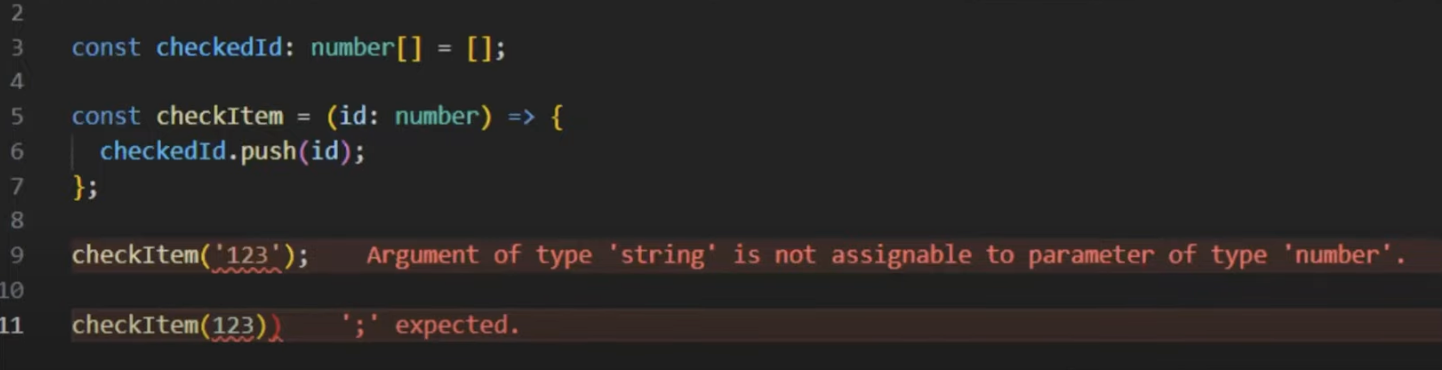 2
3 const checkedId: number[] = [];
4
5 const checkItem = (id: number) => {
6 checkedId.push(id);
7 };
8
9 checkItem('123'); Argument of type 'string' is not assignable to parameter of type 'number'.
10
11 checkItem(123)) ';' expected.